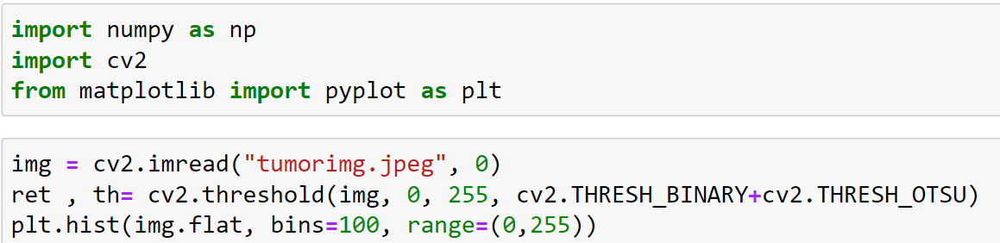 import numpy as np
import cv2
from matplotlib import pyplot as plt
img = cv2.imread("tumorimg.jpeg", 0)
ret , th= cv2.threshold(img, 0, 255, cv2.THRESH_BINARY+cv2.THRESH_OTSU)
plt.hist(img.flat, bins=100, range=(0,255))